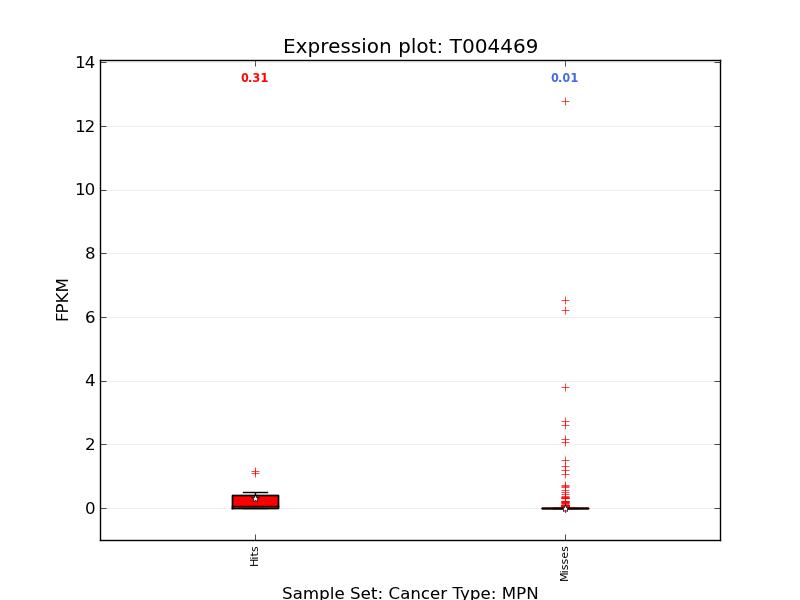 Expression plot: T004469
14
0.31
0.01
12
10
8
FPKM
6
4
2
0
Hits
Misses
Sample Set: Cancer Type: MPN